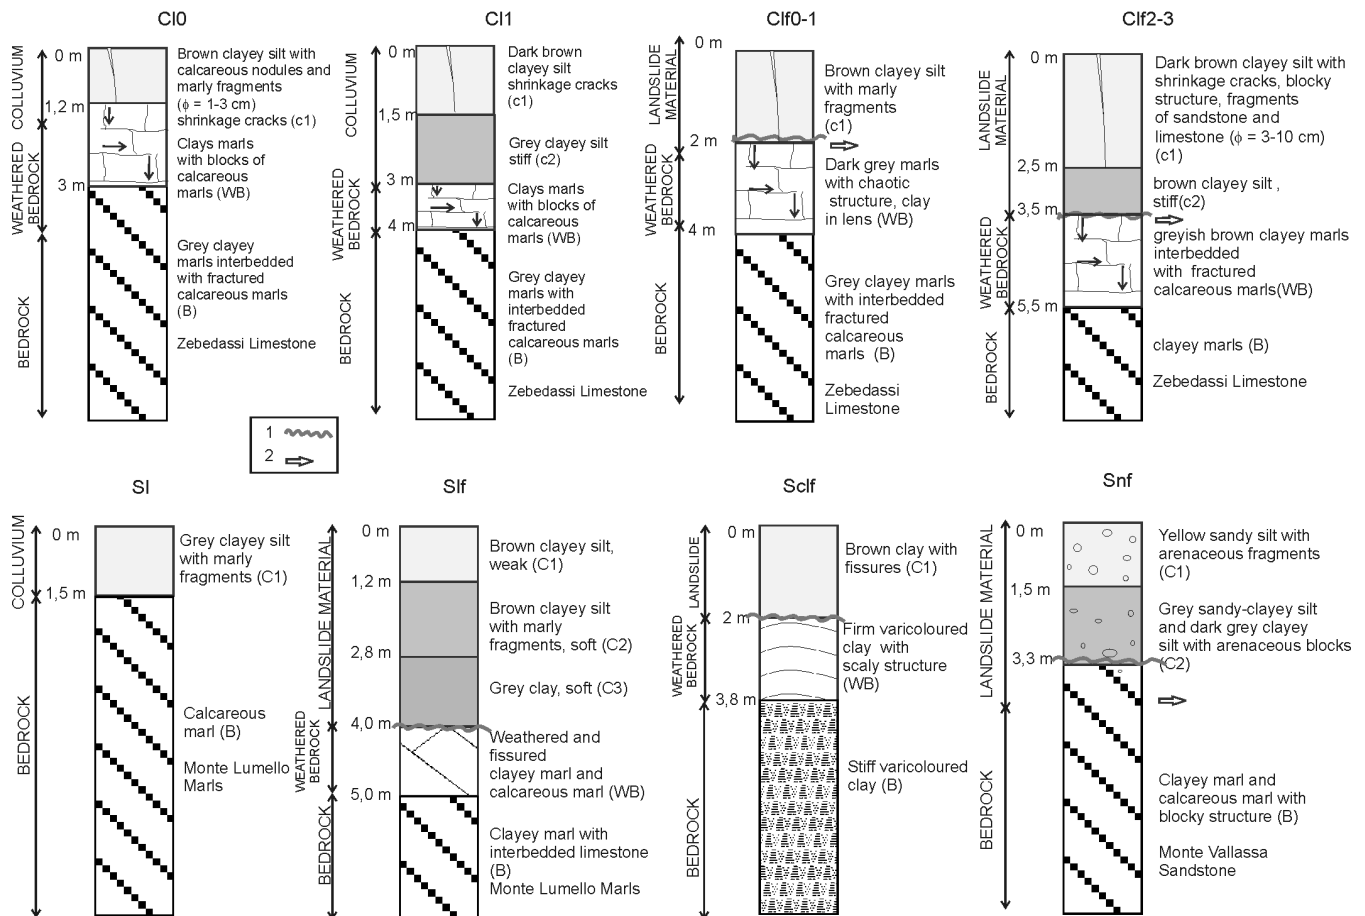 Cl0
COLLUVIUM
WEATHERED
BEDROCK
BEDROCK
0 m
1,2 m
3 m
Brown clayey silt with
calcareous nodules and
marly fragments
(ϕ = 1-3 cm)
shrinkage cracks (c1)
Clays marls
with blocks of
calcareous
marls (WB)
Grey clayey
marls interbedded
with fractured
calcareous marls
(B)
Zebedassi Limestone
Cl1
COLLUVIUM
WEATHERED
BEDROCK
BEDROCK
0 m
1,5 m
3 m
4 m
Dark brown
clayey silt
shrinkage cracks
(c1)
Grey clayey silt
stiff (c2)
Clays marls
with blocks of
calcareous
marls (WB)
Grey clayey
marls with
interbedded
fractured
calcareous marls
(B)
Zebedassi Limestone
Clf0-1
LANDSLIDE
MATERIAL
WEATHERED
BEDROCK
BEDROCK
0 m
2 m
4 m
Brown clayey silt
with marly
fragments
(c1)
Dark grey marls
with chaotic
structure, clay
in lens (WB)
Grey clayey marls
with interbedded
fractured
calcareous
marls (B)
Zebedassi
Limestone
Clf2-3
LANDSLIDE
MATERIAL
WEATHERED
BEDROCK
BEDROCK
0 m
2,5 m
3,5 m
5,5 m
Dark brown clayey silt with
shrinkage cracks, blocky
structure, fragments
of sandstone and
limestone (ϕ = 3-10 cm)
(c1)
brown clayey silt ,
stiff(c2)
greyish brown clayey marls
interbedded
with fractured
calcareous marls(WB)
clayey marls (B)
Zebedassi Limestone
1
2
Sl
COLLUVIUM
BEDROCK
0 m
1,5 m
Grey clayey silt
with marly
fragments (C1)
Calcareous
marl (B)
Monte Lumello
Marls
Slf
LANDSLIDE MATERIAL
WEATHERED
BEDROCK
BEDROCK
0 m
1,2 m
2,8 m
4,0 m
5,0 m
Brown clayey silt,
weak (C1)
Brown clayey silt
with marly
fragments, soft (C2)
Grey clay, soft (C3)
Weathered and
fissured
clayey marl and
calcareous marl (WB)
Clayey marl with
interbedded limestone
(B)
Monte Lumello Marls
Sclf
LANDSLIDE
WEATHERED
BEDROCK
BEDROCK
0 m
2 m
3,8 m
Brown clay with
fissures (C1)
Firm varicoloured
clay with
scaly structure
(WB)
Stiff varicoloured
clay (B)
Snf
LANDSLIDE MATERIAL
BEDROCK
0 m
1,5 m
3,3 m
Yellow sandy silt with
arenaceous fragments
(C1)
Grey sandy-clayey silt
and dark grey clayey
silt with arenaceous blocks
(C2)
Clayey marl and
calcareous marl with
blocky structure (B)
Monte Vallassa
Sandstone